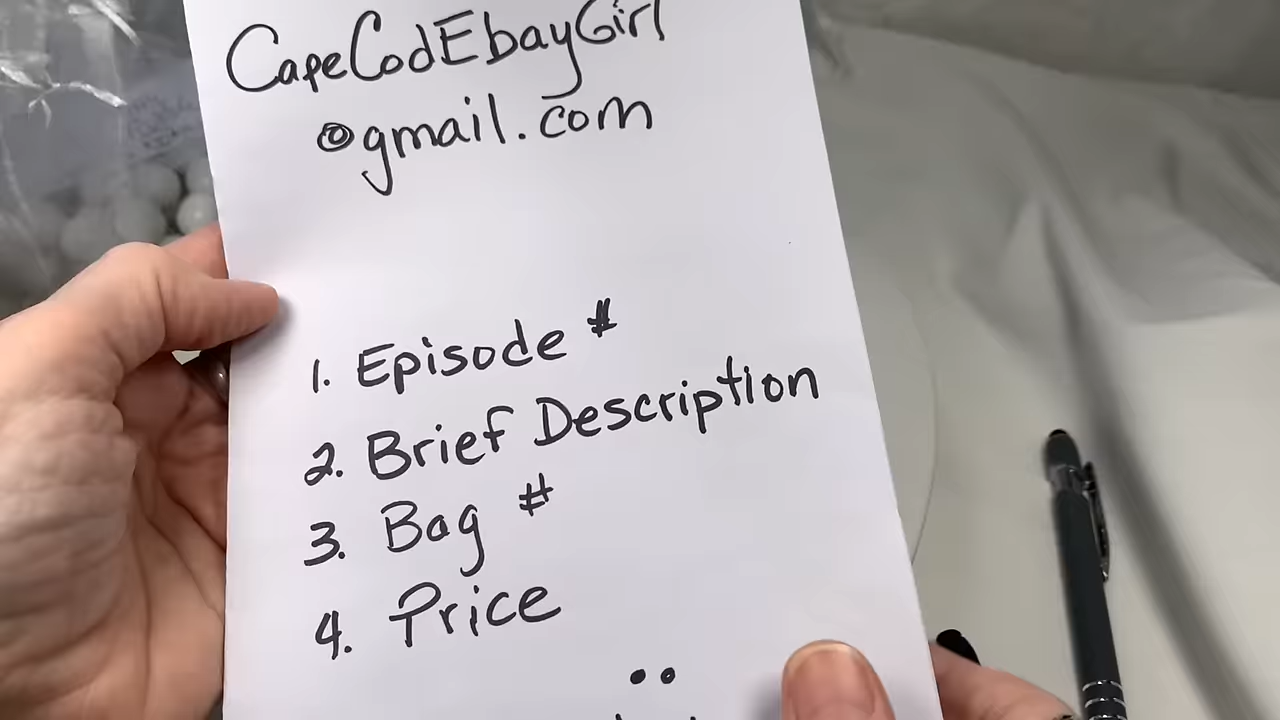 CapeCodEbayGirl
@gmail.com
1. Episode #
2. Brief Description
3. Bag #
4. Price